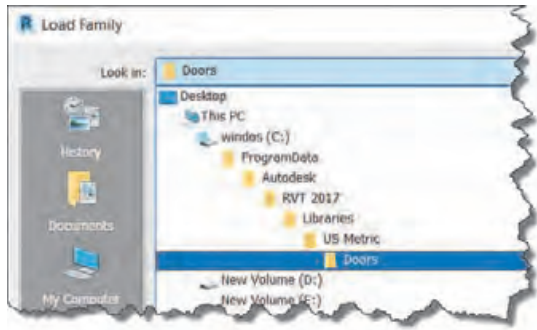 R Load Family
Look in: Doors
Desktop
This PC
windos (C:)
History
ProgramData
Autodesk
RVT 2017
Documents
Libraries
US Metric
Doors
New Volume (D:)
My Computer
New Volume (E:)